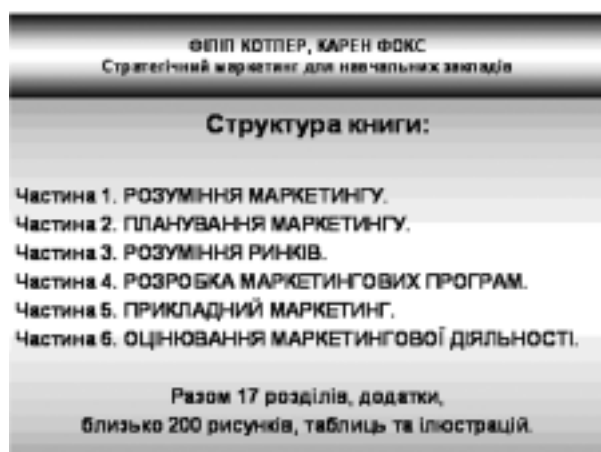 ФІЛІП КОТЛЕР, КАРЕН ФОКС
Стратегічний маркетинг для навчальних закладів
Структура книги:
Частина 1. РОЗУМІННЯ МАРКЕТИНГУ.
Частина 2. ПЛАНУВАННЯ МАРКЕТИНГУ.
Частина 3. РОЗУМІННЯ РИНКІВ.
Частина 4. РОЗРОБКА МАРКЕТИНГОВИХ ПРОГРАМ.
Частина 5. ПРИКЛАДНИЙ МАРКЕТИНГ.
Частина 6. ОЦІНЮВАННЯ МАРКЕТИНГОВОЇ ДІЯЛЬНОСТІ.
Разом 17 розділів, додатки,
близько 200 рисунків, таблиць та ілюстрацій.